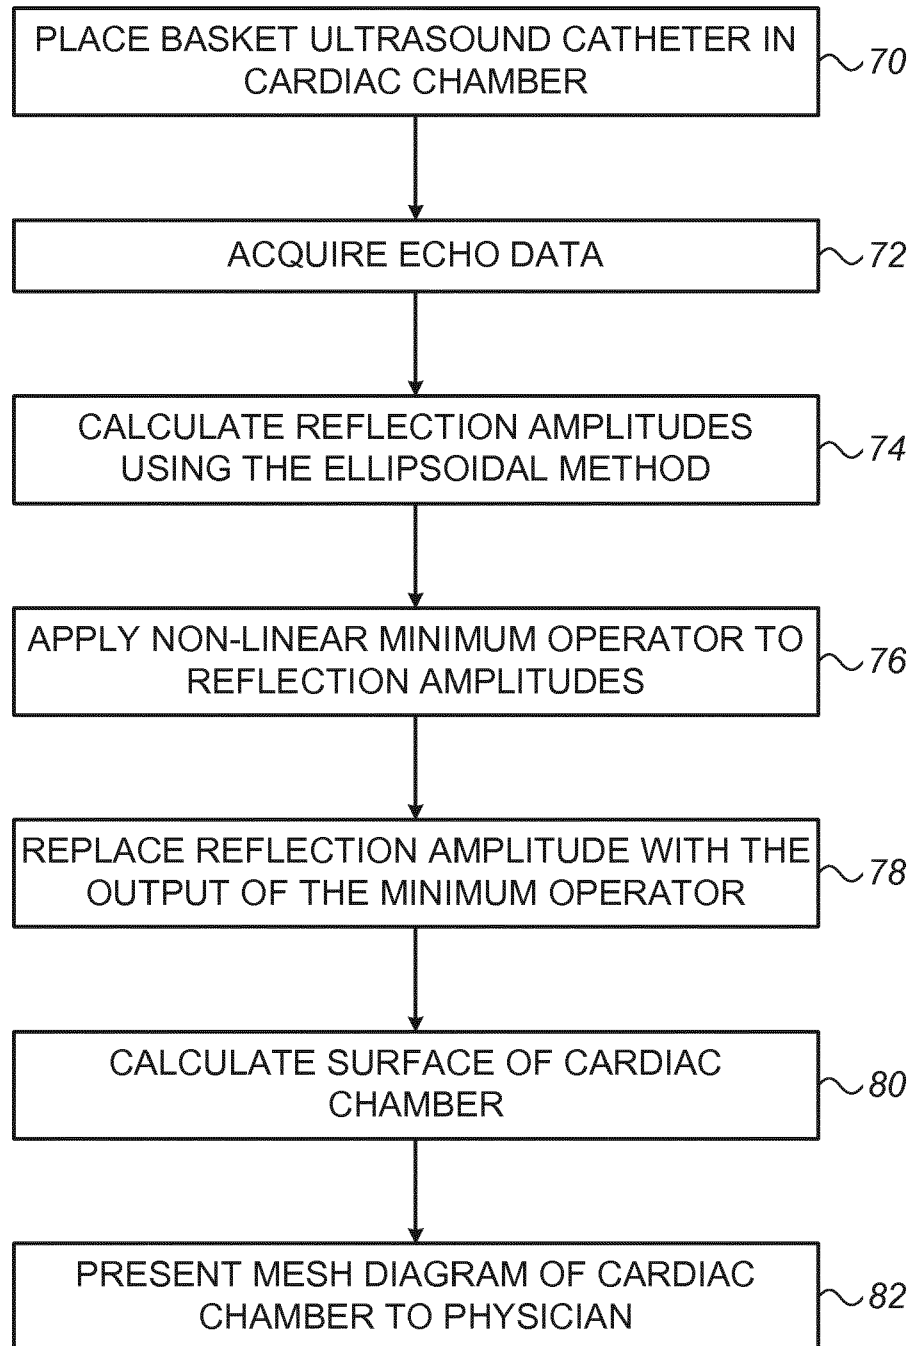 PLACE BASKET ULTRASOUND CATHETER IN
CARDIAC CHAMBER
70
ACQUIRE ECHO DATA
72
CALCULATE REFLECTION AMPLITUDES
USING THE ELLIPSOIDAL METHOD
74
APPLY NON-LINEAR MINIMUM OPERATOR TO
REFLECTION AMPLITUDES
76
REPLACE REFLECTION AMPLITUDE WITH THE
OUTPUT OF THE MINIMUM OPERATOR
78
CALCULATE SURFACE OF CARDIAC
CHAMBER
80
PRESENT MESH DIAGRAM OF CARDIAC
CHAMBER TO PHYSICIAN
82